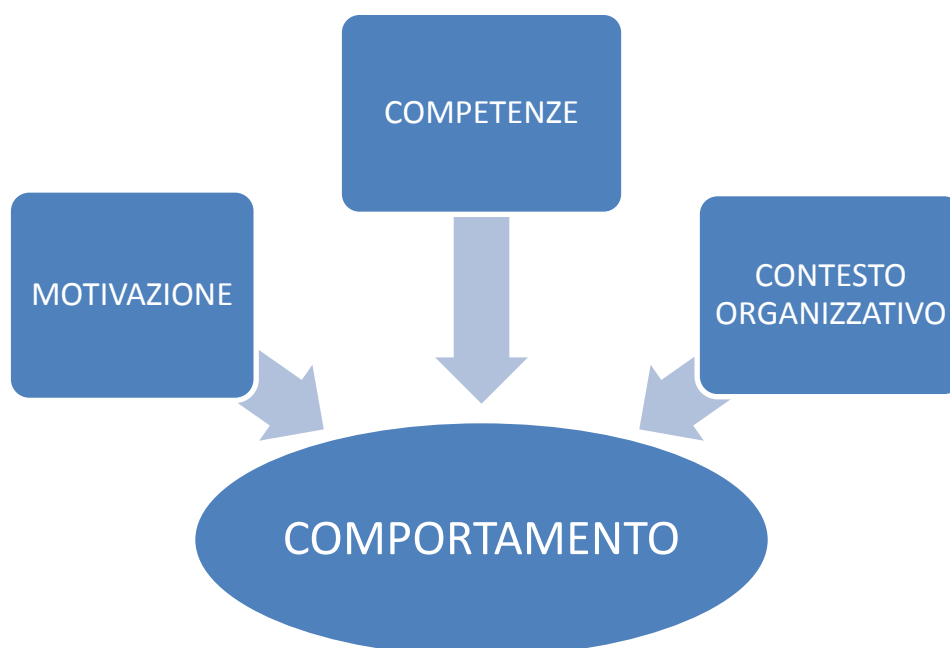 COMPETENZE
MOTIVAZIONE
CONTESTO
ORGANIZZATIVO
COMPORTAMENTO